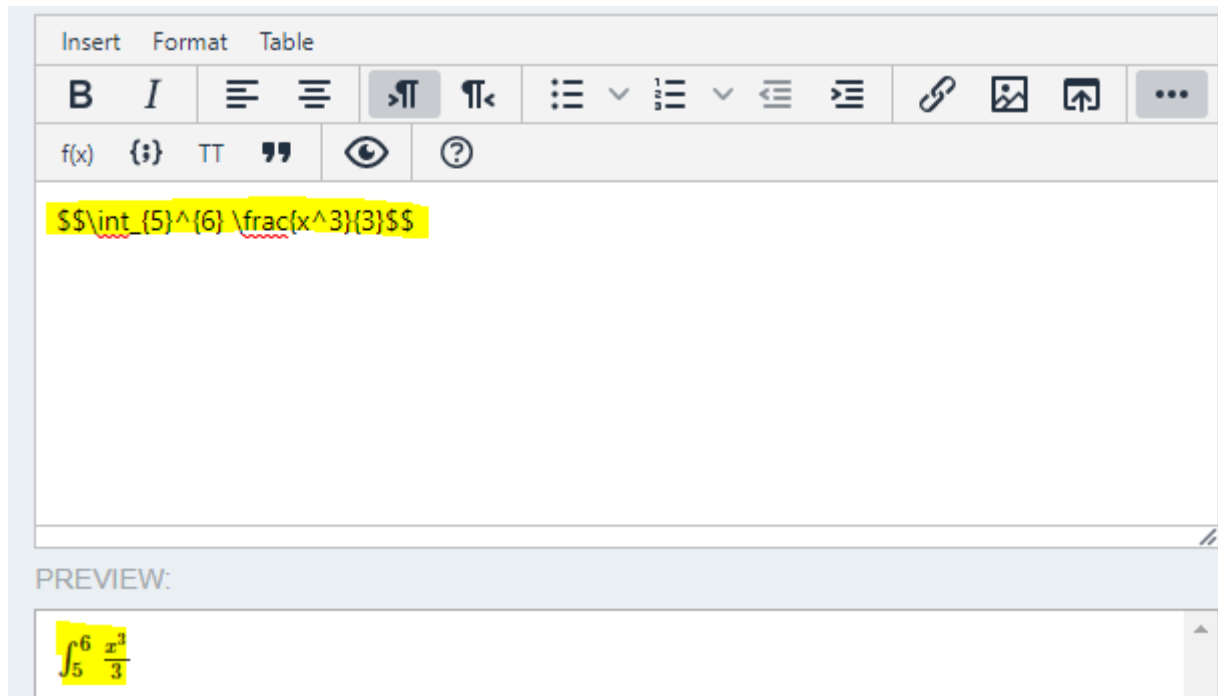 Insert Format Table
B I
f(x) {;} TT
$$\int_{5}^{6} \frac{x^3}{3}$$
PREVIEW:
∫₅⁶ x³/3